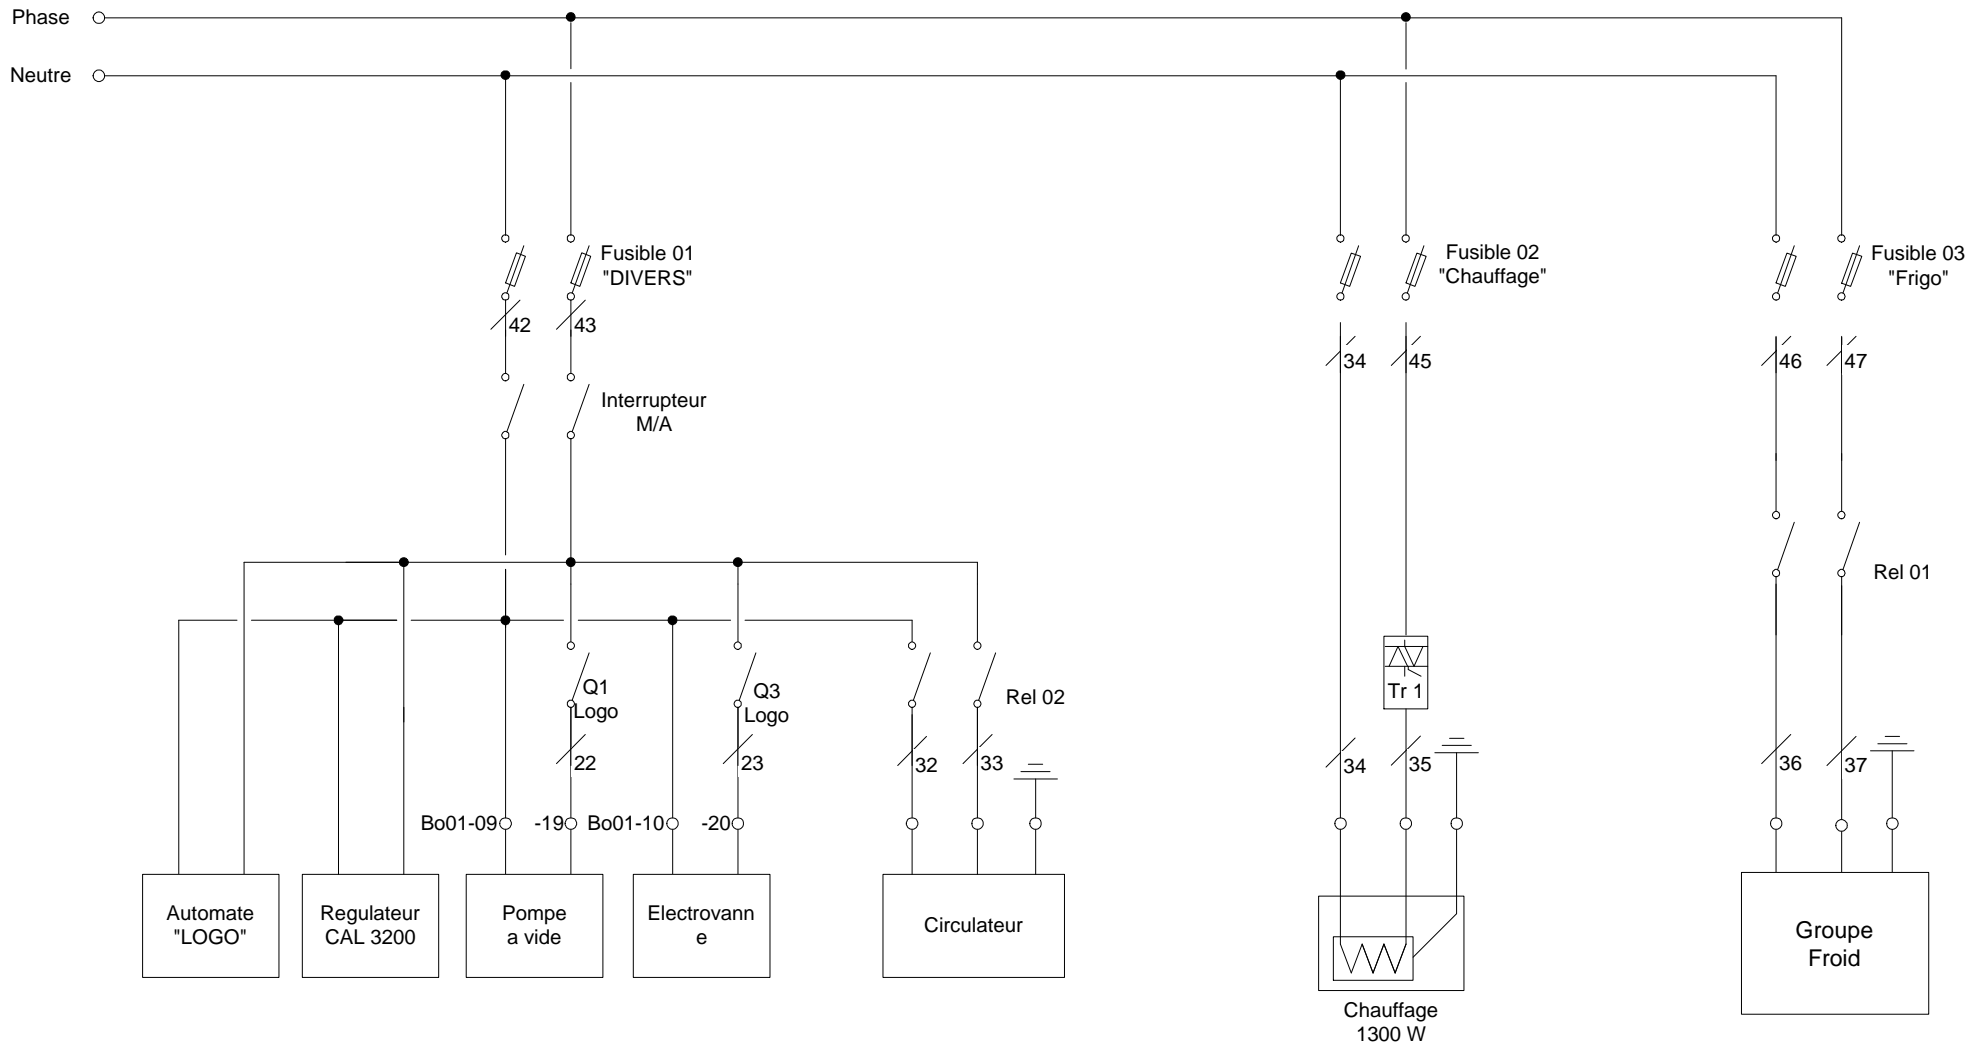 Phase
Neutre
Fusible 01
"DIVERS"
Fusible 02
"Chauffage"
Fusible 03
"Frigo"
42
43
34
45
46
47
Interrupteur
M/A
Rel 01
Q1
Logo
Q3
Logo
Rel 02
Tr 1
22
23
32
33
34
35
36
37
Bo01-09
-19
Bo01-10
-20
Automate
"LOGO"
Regulateur
CAL 3200
Pompe
a vide
Electrovann
e
Circulateur
Groupe
Froid
Chauffage
1300 W